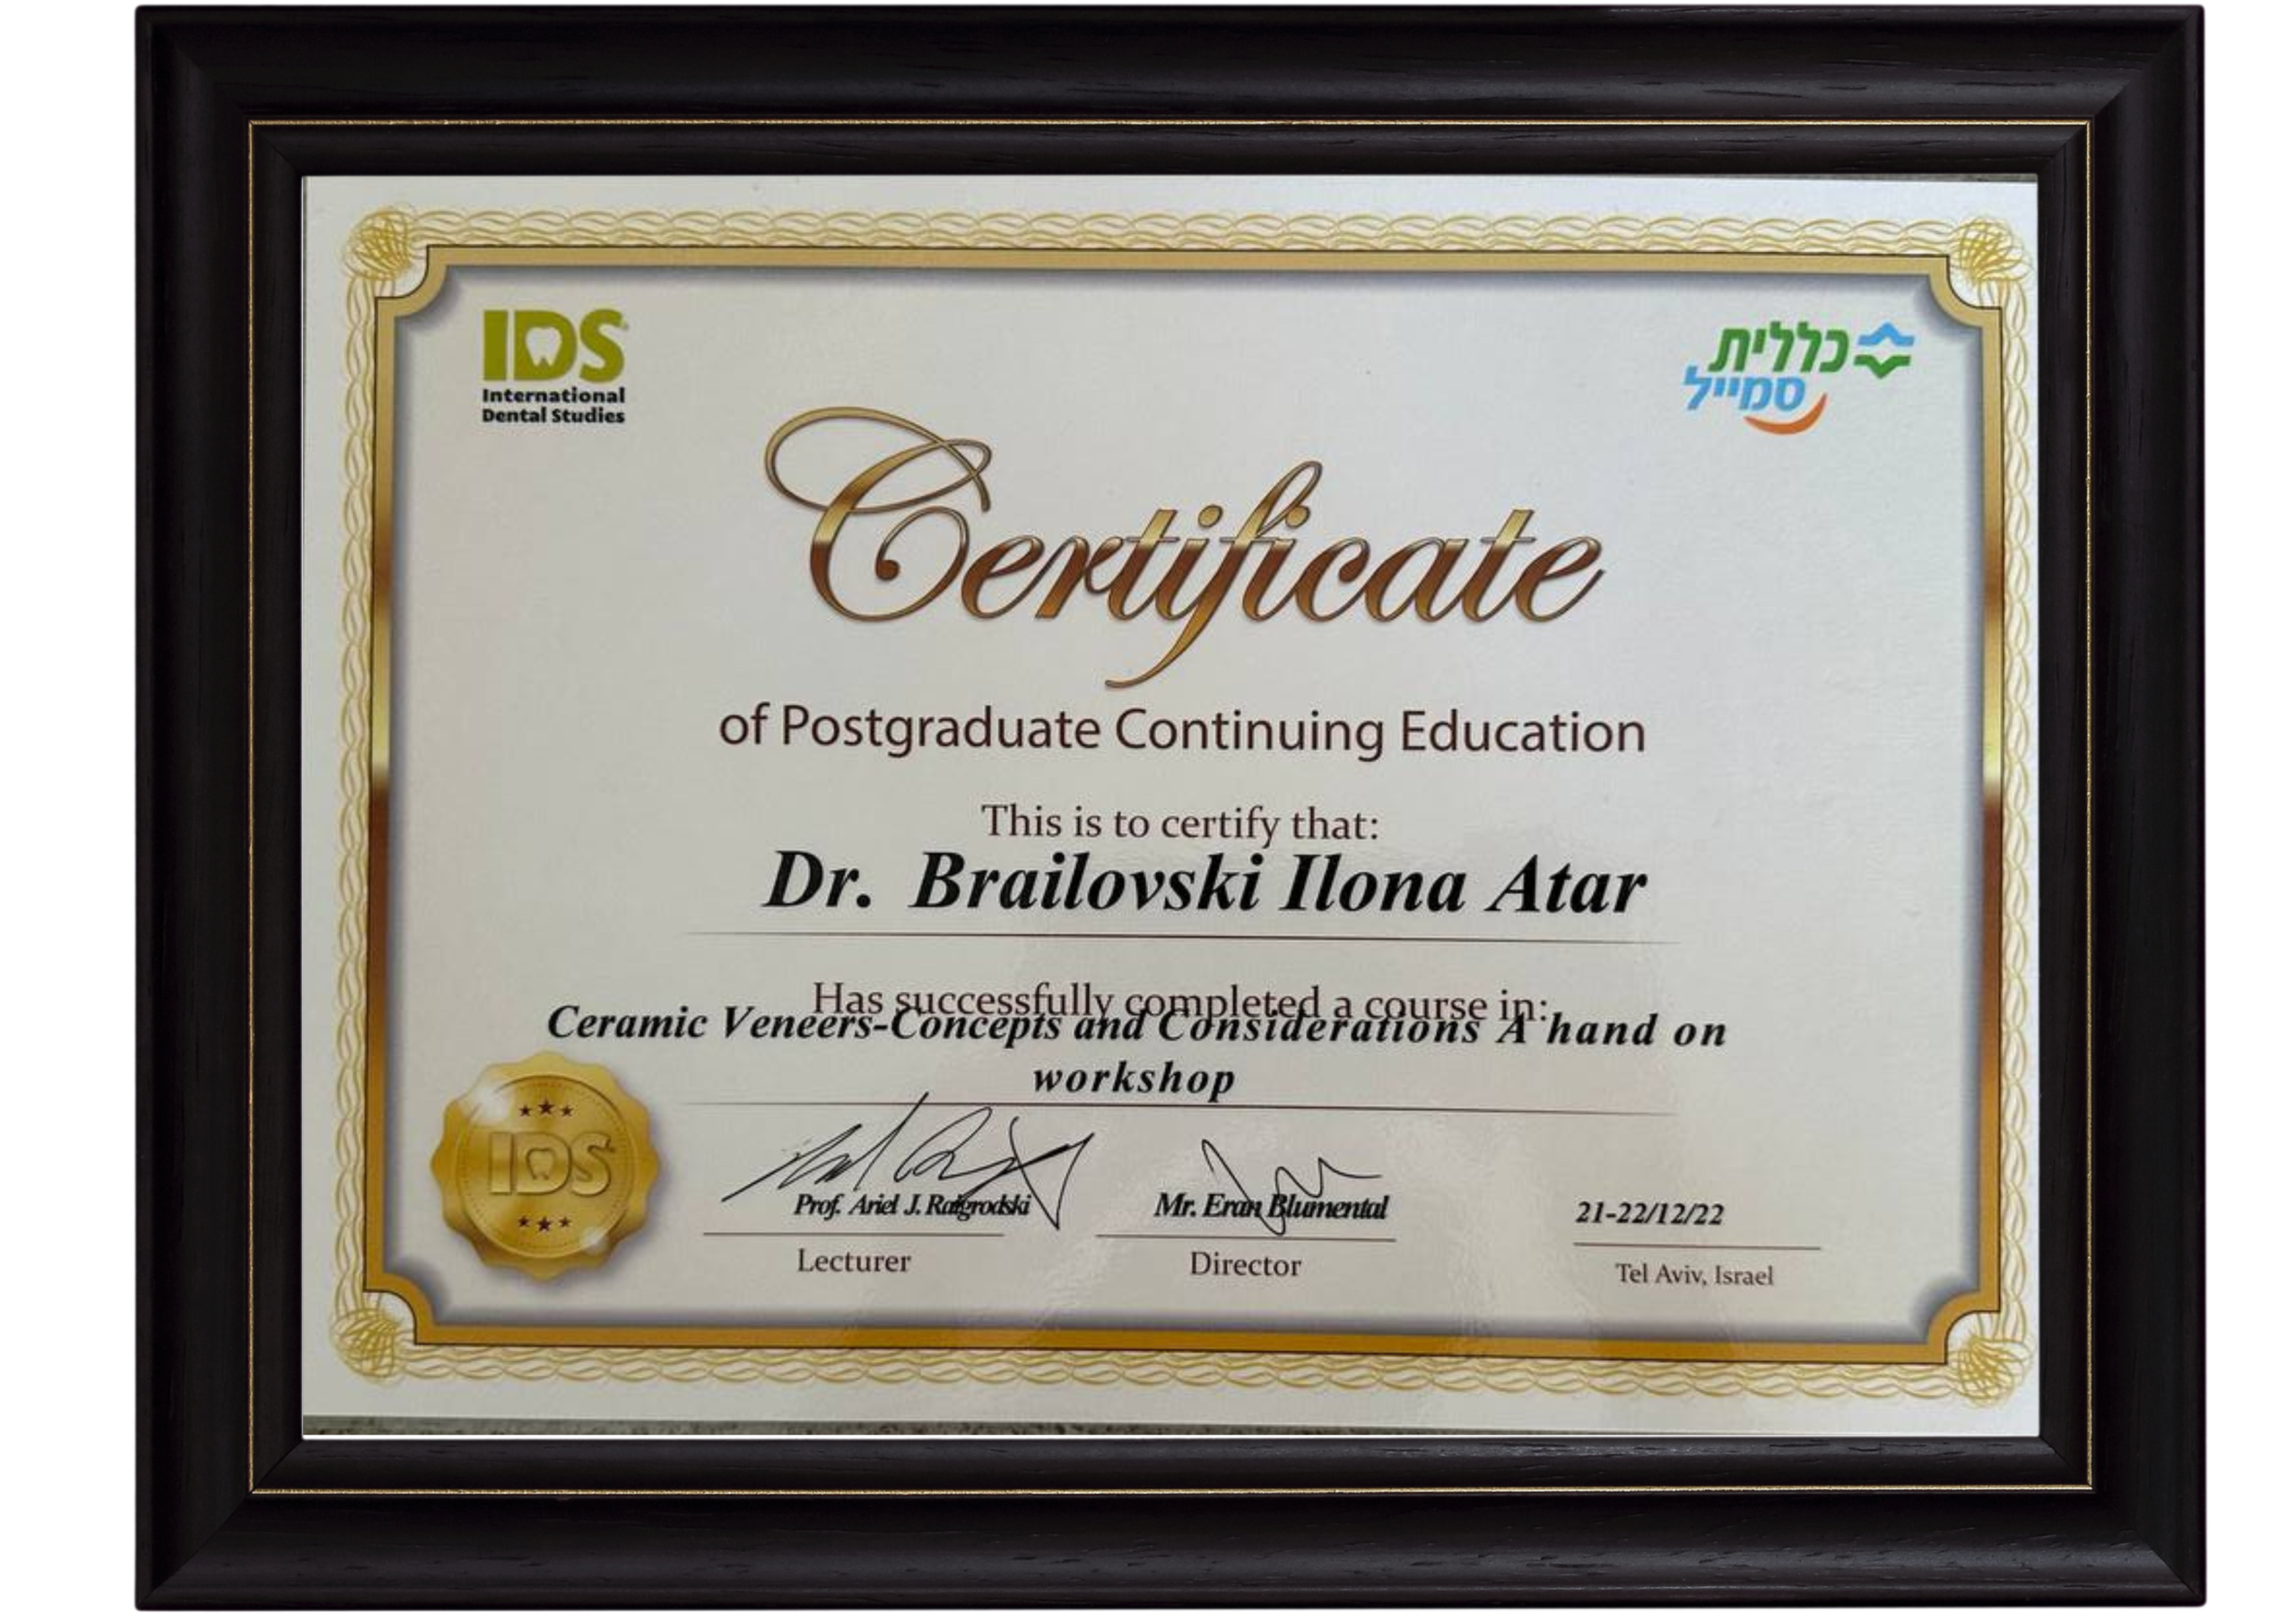 IDS
International
Dental Studies
כללית
סמייל
Certificate
of Postgraduate Continuing Education
This is to certify that:
Dr. Brailovski Ilona Atar
Has successfully completed a course in:
Ceramic Veneers-Concepts and Considerations A hand on
workshop
IDS
Prof. Ariel J. Raigrodski
Mr. Eran Blumental
21-22/12/22
Lecturer
Director
Tel Aviv, Israel